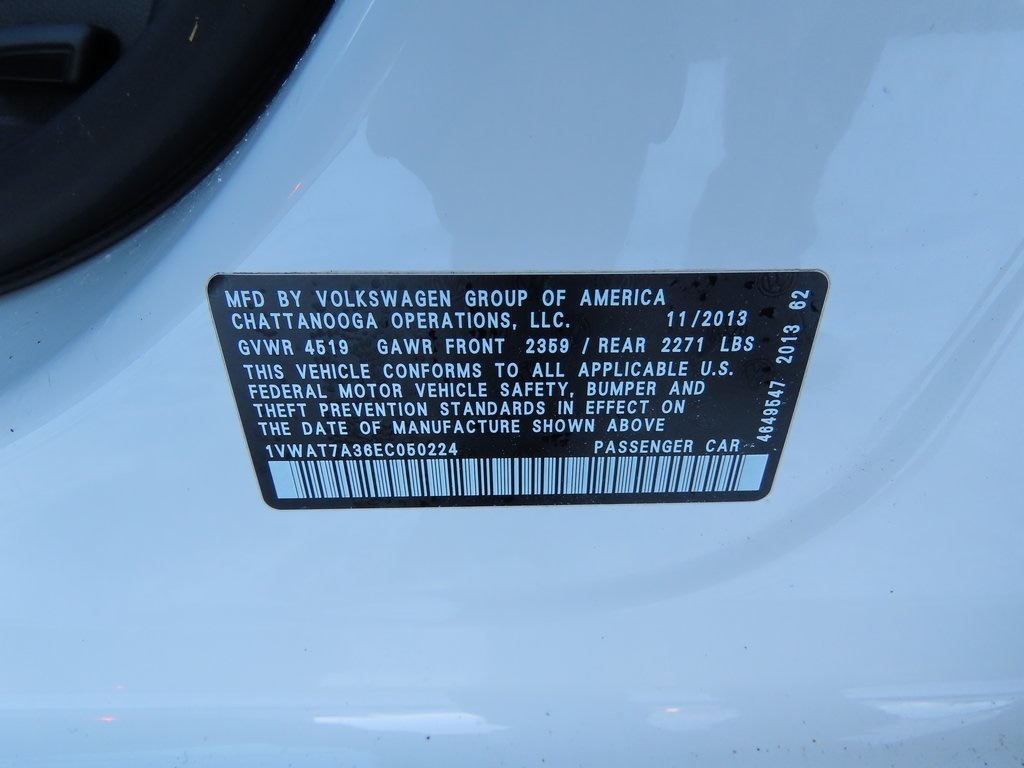 MFD BY VOLKSWAGEN GROUP OF AMERICA
CHATTANOOGA OPERATIONS, LLC. 11/2013
GVWR 4519 GAWR FRONT 2359 / REAR 2271 LBS
THIS VEHICLE CONFORMS TO ALL APPLICABLE U.S.
FEDERAL MOTOR VEHICLE SAFETY, BUMPER AND
THEFT PREVENTION STANDARDS IN EFFECT ON
THE DATE OF MANUFACTURE SHOWN ABOVE
1VWAT7A36EC050224 PASSENGER CAR
4649547 2013 62